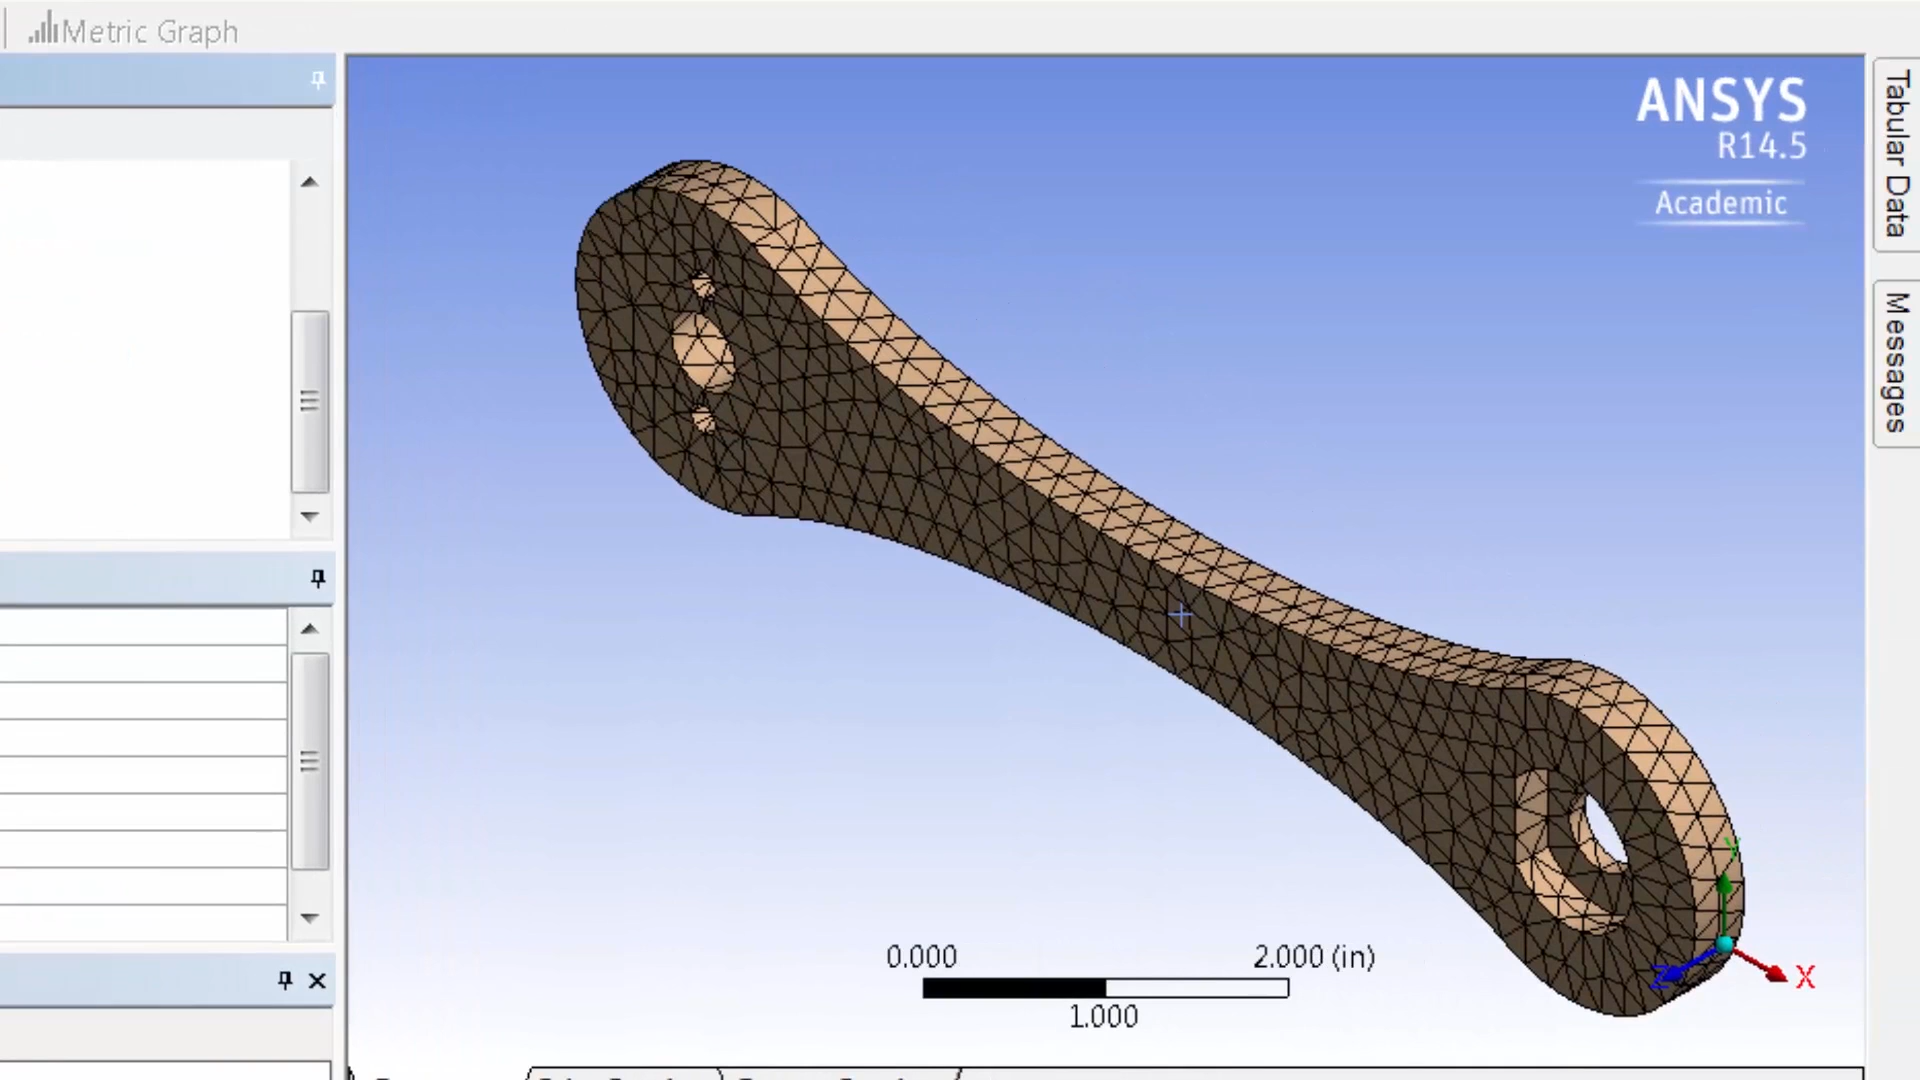 Metric Graph
ANSYS
R14.5
Academic
Tabular Data
Messages
Y
Z
X
0.000
2.000 (in)
1.000